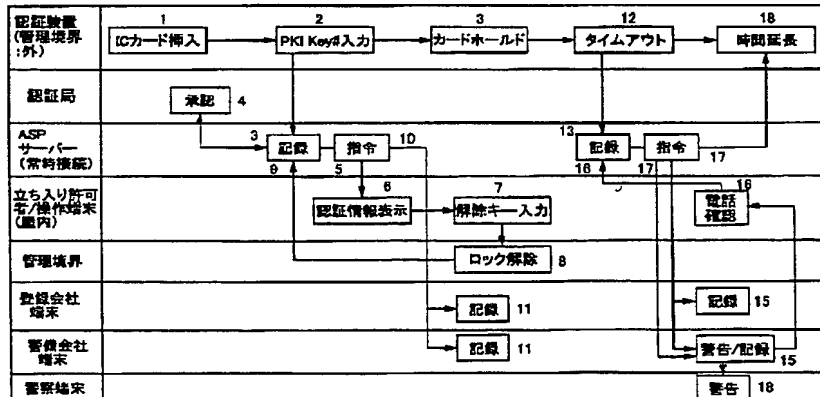 認証装置
(管理境界
:外)
1
ICカード挿入
2
PKI Key#入力
3
カードホールド
12
タイムアウト
18
時間延長
認証局
承認
4
ASP
サーバー
(常時接続)
3
記録
9
指令
5
10
13
記録
16
指令
17
17
立ち入り許可
者/操作端末
(屋内)
6
認証情報表示
7
解除キー入力
16
電話
確認
管理境界
ロック解除
8
登録会社
端末
記録
11
記録
15
警備会社
端末
記録
11
警告/記録
15
警察端末
警告
18